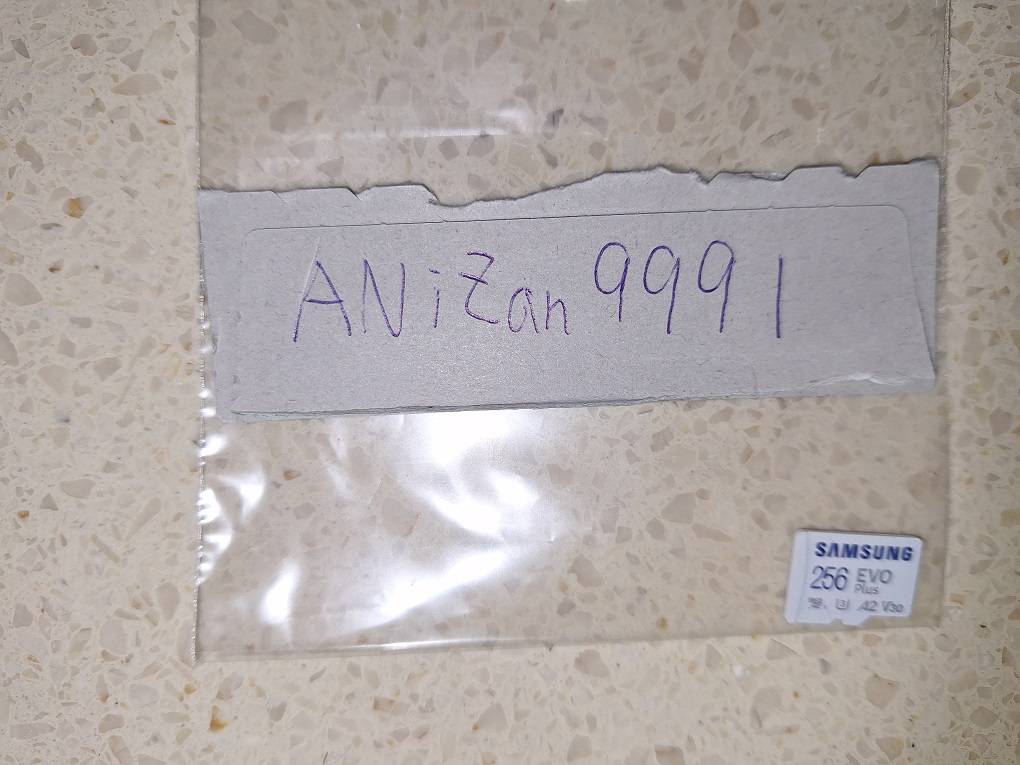 ANiZan 9991
SAMSUNG
256 EVO
Plus
U3 A2 V30